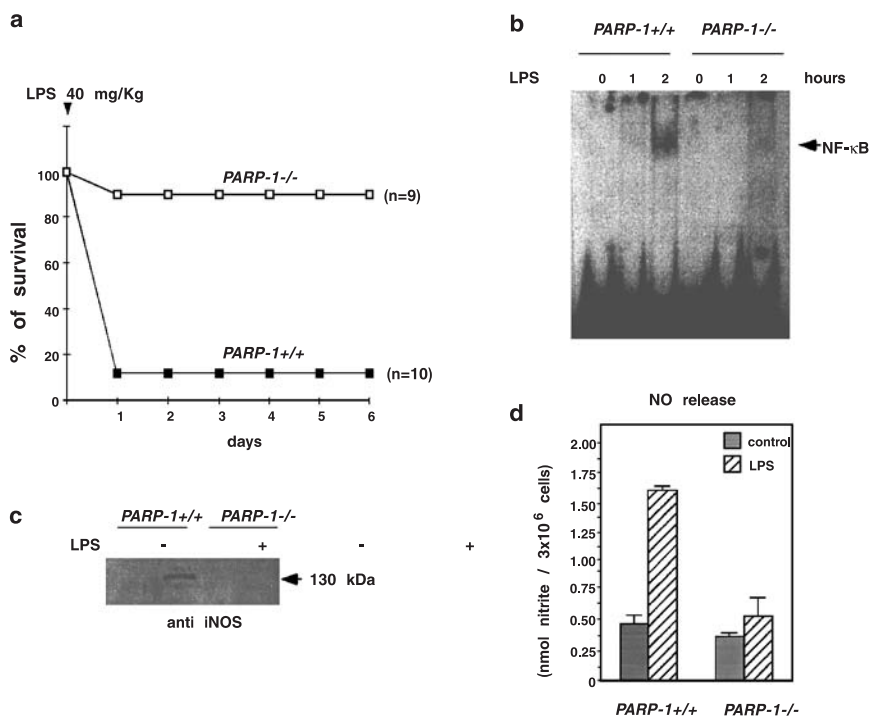 a
LPS 40 mg/Kg
% of survival
100
80
60
40
20
0
PARP-1-/-
(n=9)
PARP-1+/+
(n=10)
1 2 3 4 5 6
days
b
PARP-1+/+ PARP-1-/-
LPS 0 1 2 0 1 2 hours
NF-κB
c
PARP-1+/+ PARP-1-/-
LPS - + - +
130 kDa
anti iNOS
d
NO release
control
LPS
(nmol nitrite / 3x10⁶ cells)
2.00
1.75
1.50
1.25
1.00
0.75
0.50
0.25
0
PARP-1+/+ PARP-1-/-